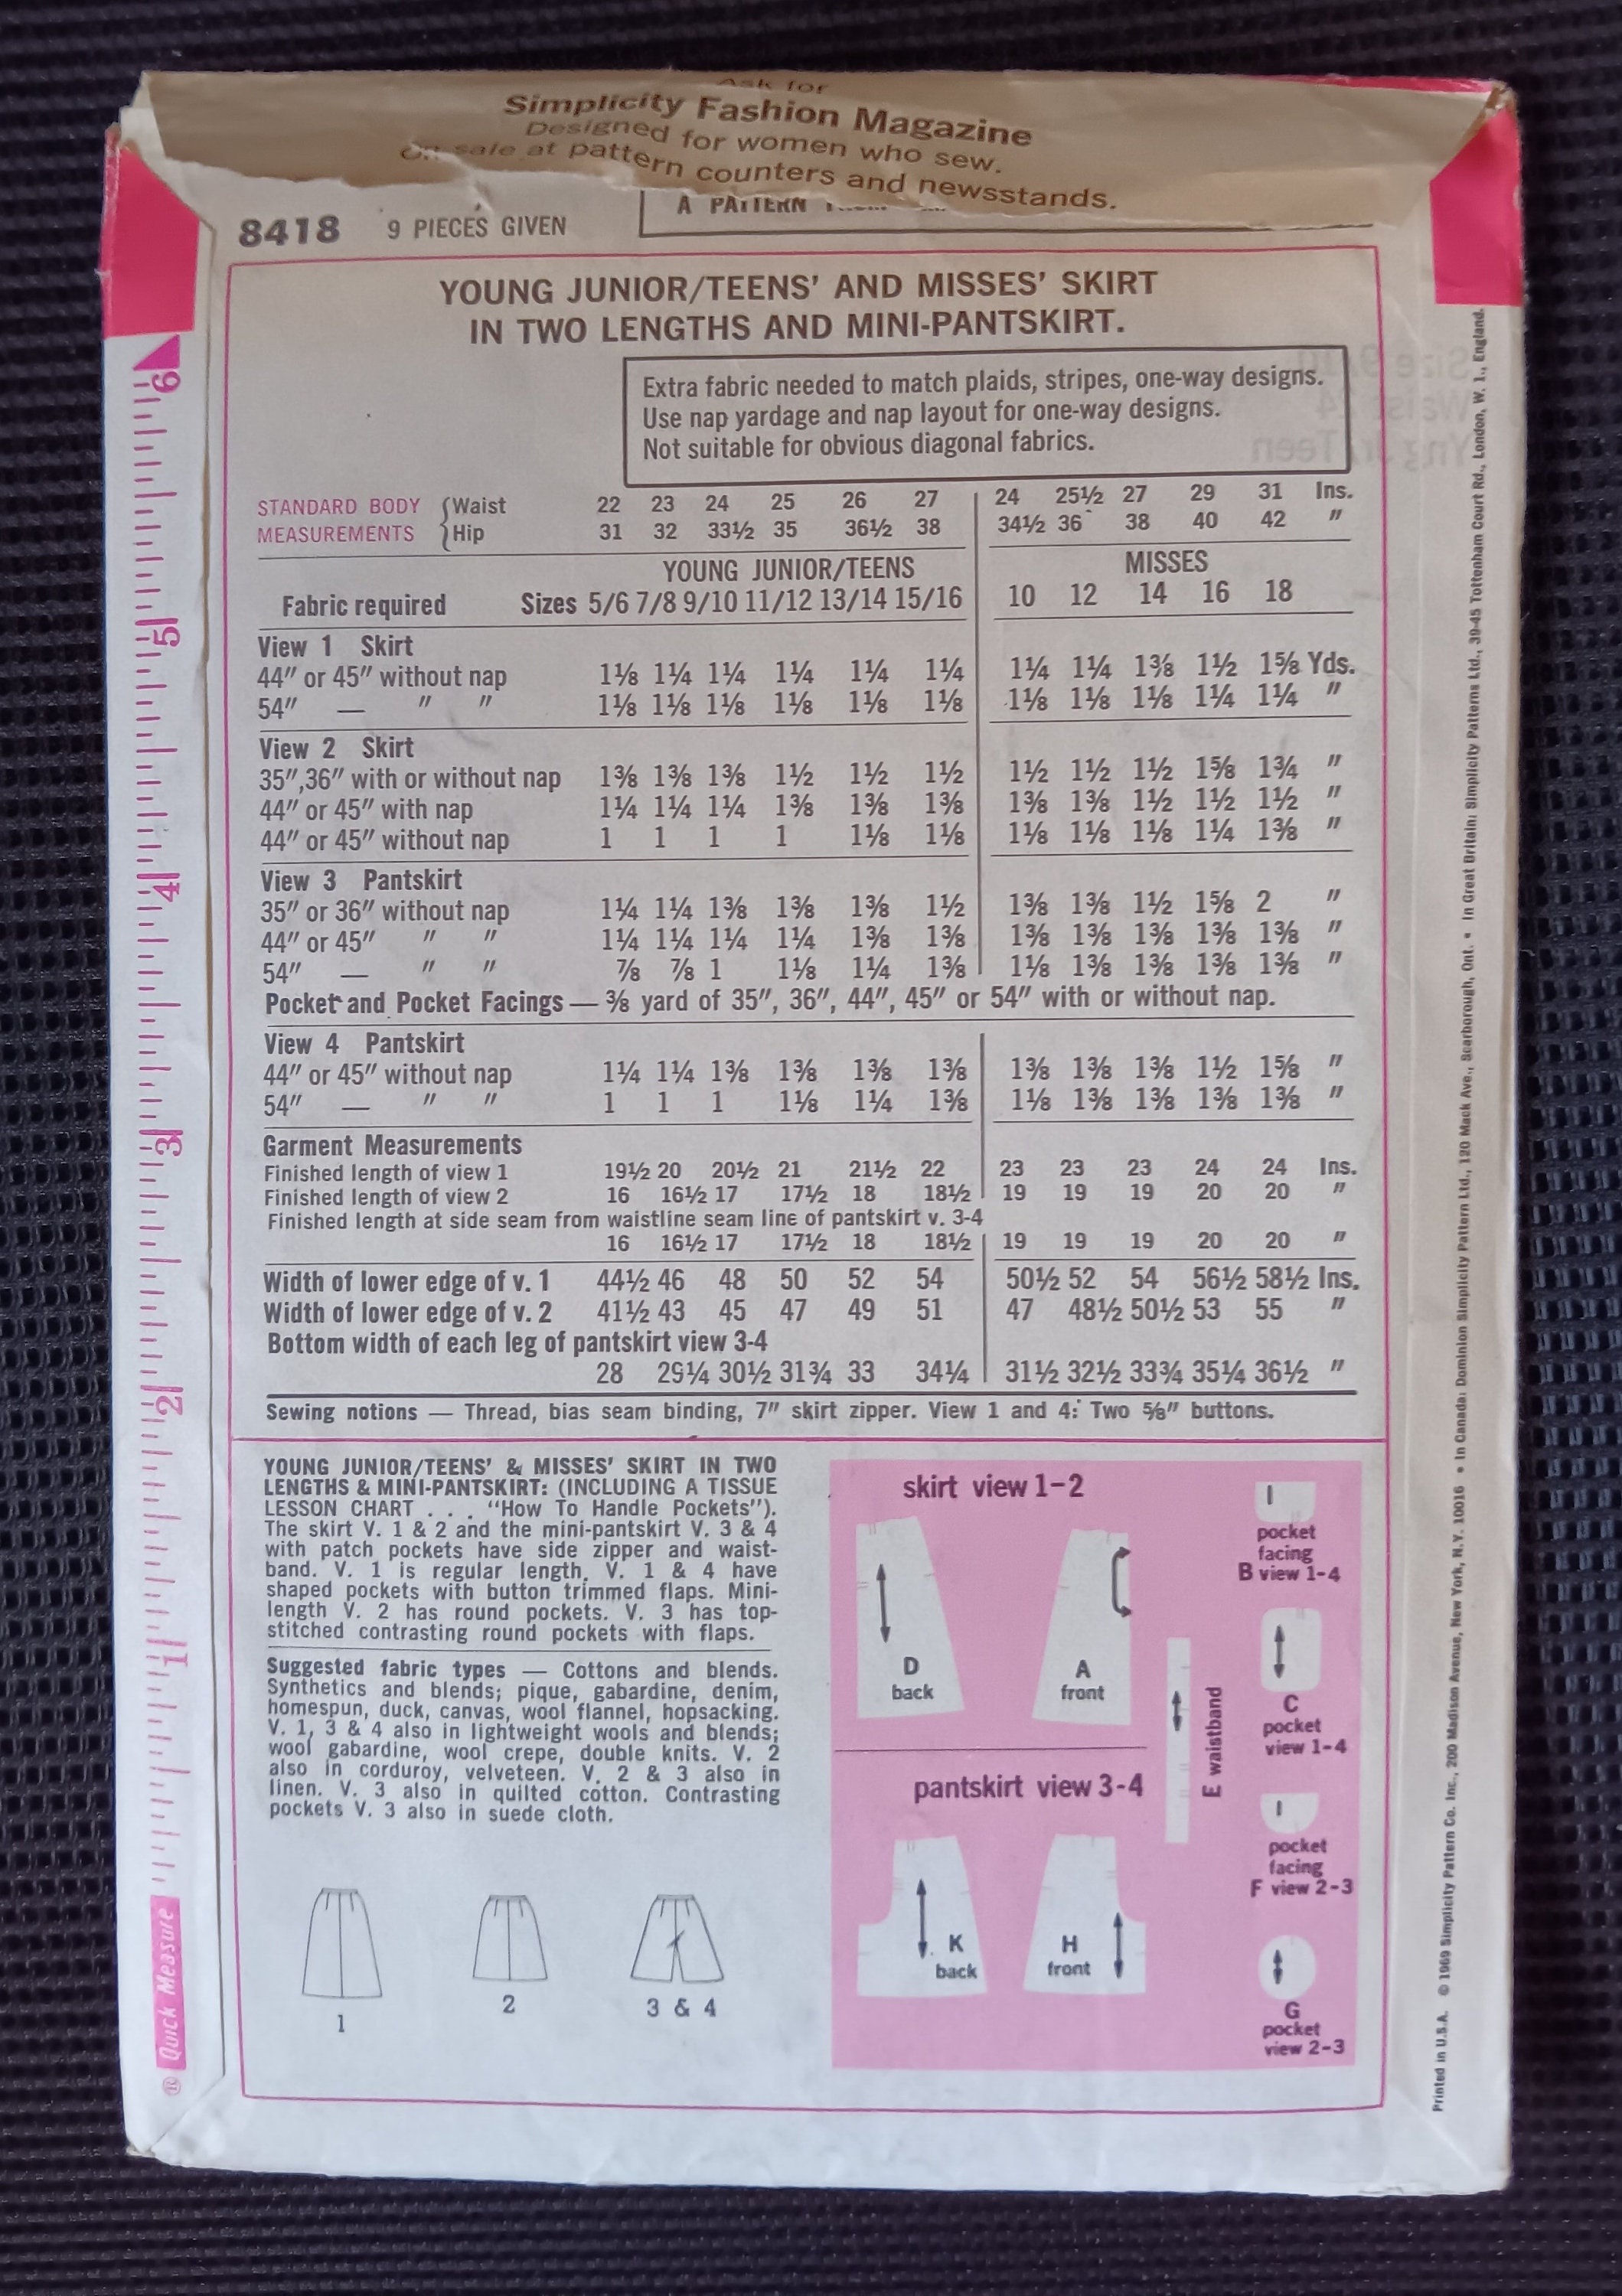 Ask for
Simplicity Fashion Magazine
Designed for women who sew.
On sale at pattern counters and newsstands.
8418 9 PIECES GIVEN
A PATTERN
YOUNG JUNIOR/TEENS' AND MISSES' SKIRT
IN TWO LENGTHS AND MINI-PANTSKIRT.
Extra fabric needed to match plaids, stripes, one-way designs.
Use nap yardage and nap layout for one-way designs.
Not suitable for obvious diagonal fabrics.
STANDARD BODY {Waist 22 23 24 25 26 27 24 25½ 27 29 31 Ins.
MEASUREMENTS {Hip 31 32 33½ 35 36½ 38 34½ 36 38 40 42 "
YOUNG JUNIOR/TEENS MISSES
Fabric required Sizes 5/6 7/8 9/10 11/12 13/14 15/16 10 12 14 16 18
View 1 Skirt
44" or 45" without nap 1⅛ 1¼ 1¼ 1¼ 1¼ 1¼ 1¼ 1¼ 1⅜ 1½ 1⅝ Yds.
54" — " " 1⅛ 1⅛ 1⅛ 1⅛ 1⅛ 1⅛ 1⅛ 1⅛ 1⅛ 1¼ 1¼ "
View 2 Skirt
35",36" with or without nap 1⅜ 1⅜ 1⅜ 1½ 1½ 1½ 1½ 1½ 1½ 1⅝ 1¾ "
44" or 45" with nap 1¼ 1¼ 1¼ 1⅜ 1⅜ 1⅜ 1⅜ 1⅜ 1½ 1½ 1½ "
44" or 45" without nap 1 1 1 1 1⅛ 1⅛ 1⅛ 1⅛ 1⅛ 1¼ 1⅜ "
View 3 Pantskirt
35" or 36" without nap 1¼ 1¼ 1⅜ 1⅜ 1⅜ 1½ 1⅜ 1⅜ 1½ 1⅝ 2 "
44" or 45" " " 1¼ 1¼ 1¼ 1¼ 1⅜ 1⅜ 1⅜ 1⅜ 1⅜ 1⅜ 1⅜ "
54" — " " ⅞ ⅞ 1 1⅛ 1¼ 1⅜ 1⅛ 1⅜ 1⅜ 1⅜ 1⅜ "
Pocket and Pocket Facings — ⅜ yard of 35", 36", 44", 45" or 54" with or without nap.
View 4 Pantskirt
44" or 45" without nap 1¼ 1¼ 1⅜ 1⅜ 1⅜ 1⅜ 1⅜ 1⅜ 1⅜ 1½ 1⅝ "
54" — " " 1 1 1 1⅛ 1¼ 1⅜ 1⅛ 1⅜ 1⅜ 1⅜ 1⅜ "
Garment Measurements
Finished length of view 1 19½ 20 20½ 21 21½ 22 23 23 23 24 24 Ins.
Finished length of view 2 16 16½ 17 17½ 18 18½ 19 19 19 20 20 "
Finished length at side seam from waistline seam line of pantskirt v. 3-4
16 16½ 17 17½ 18 18½ 19 19 19 20 20 "
Width of lower edge of v. 1 44½ 46 48 50 52 54 50½ 52 54 56½ 58½ Ins.
Width of lower edge of v. 2 41½ 43 45 47 49 51 47 48½ 50½ 53 55 "
Bottom width of each leg of pantskirt view 3-4
28 29¼ 30½ 31¾ 33 34¼ 31½ 32½ 33¾ 35¼ 36½ "
Sewing notions — Thread, bias seam binding, 7" skirt zipper. View 1 and 4: Two ⅝" buttons.
YOUNG JUNIOR/TEENS' & MISSES' SKIRT IN TWO
LENGTHS & MINI-PANTSKIRT: (INCLUDING A TISSUE
LESSON CHART . . . "How To Handle Pockets").
The skirt V. 1 & 2 and the mini-pantskirt V. 3 & 4
with patch pockets have side zipper and waist-
band. V. 1 is regular length. V. 1 & 4 have
shaped pockets with button trimmed flaps. Mini-
length V. 2 has round pockets. V. 3 has top-
stitched contrasting round pockets with flaps.
Suggested fabric types — Cottons and blends.
Synthetics and blends; pique, gabardine, denim,
homespun, duck, canvas, wool flannel, hopsacking.
V. 1, 3 & 4 also in lightweight wools and blends;
wool gabardine, wool crepe, double knits. V. 2
also in corduroy, velveteen. V. 2 & 3 also in
linen. V. 3 also in quilted cotton. Contrasting
pockets V. 3 also in suede cloth.
1
2
3 & 4
skirt view 1-2
D
back
A
front
pantskirt view 3-4
K
back
H
front
E waistband
pocket
facing
B view 1-4
C
pocket
view 1-4
pocket
facing
F view 2-3
G
pocket
view 2-3
6
5
4
3
2
1
® Quick Measure
Printed in U.S.A. © 1969 Simplicity Pattern Co. Inc., 200 Madison Avenue, New York, N.Y. 10016 • In Canada: Dominion Simplicity Pattern Ltd., 120 Mack Ave., Scarborough, Ont. • In Great Britain: Simplicity Patterns Ltd., 39-45 Tottenham Court Rd., London, W. 1., England.
Size 9/10
Waist 24
Yng Jr/Teen